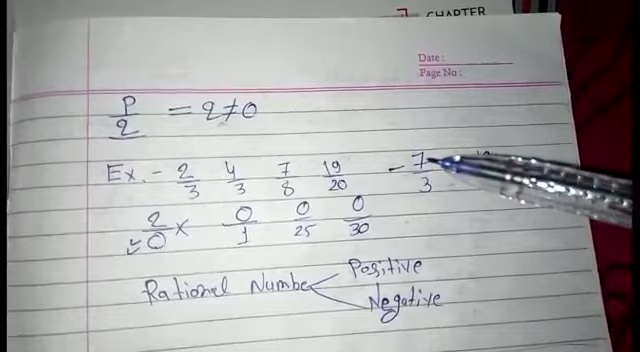 CHAPTER
Date :
Page No :
p/q = q≠0
Ex. - 2/3 4/3 7/8 19/20 - 7/3
2/0 × 0/1 0/25 0/30
Rational Number
Positive
Negative